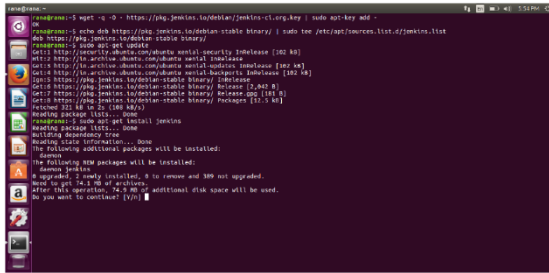 rana@rana: ~
5:54 PM
rana@rana:~$ wget -q -O - https://pkg.jenkins.io/debian/jenkins-ci.org.key | sudo apt-key add -
OK
rana@rana:~$ echo deb https://pkg.jenkins.io/debian-stable binary/ | sudo tee /etc/apt/sources.list.d/jenkins.list
deb https://pkg.jenkins.io/debian-stable binary/
rana@rana:~$ sudo apt-get update
Get:1 http://security.ubuntu.com/ubuntu xenial-security InRelease [102 kB]
Hit:2 http://in.archive.ubuntu.com/ubuntu xenial InRelease
Get:3 http://in.archive.ubuntu.com/ubuntu xenial-updates InRelease [102 kB]
Get:4 http://in.archive.ubuntu.com/ubuntu xenial-backports InRelease [102 kB]
Ign:5 https://pkg.jenkins.io/debian-stable binary/ InRelease
Get:6 https://pkg.jenkins.io/debian-stable binary/ Release [2,042 B]
Get:7 https://pkg.jenkins.io/debian-stable binary/ Release.gpg [181 B]
Get:8 https://pkg.jenkins.io/debian-stable binary/ Packages [12.5 kB]
Fetched 321 kB in 2s (108 kB/s)
Reading package lists... Done
rana@rana:~$ sudo apt-get install jenkins
Reading package lists... Done
Building dependency tree
Reading state information... Done
The following additional packages will be installed:
daemon
The following NEW packages will be installed:
daemon jenkins
0 upgraded, 2 newly installed, 0 to remove and 309 not upgraded.
Need to get 74.1 MB of archives.
After this operation, 74.9 MB of additional disk space will be used.
Do you want to continue? [Y/n]